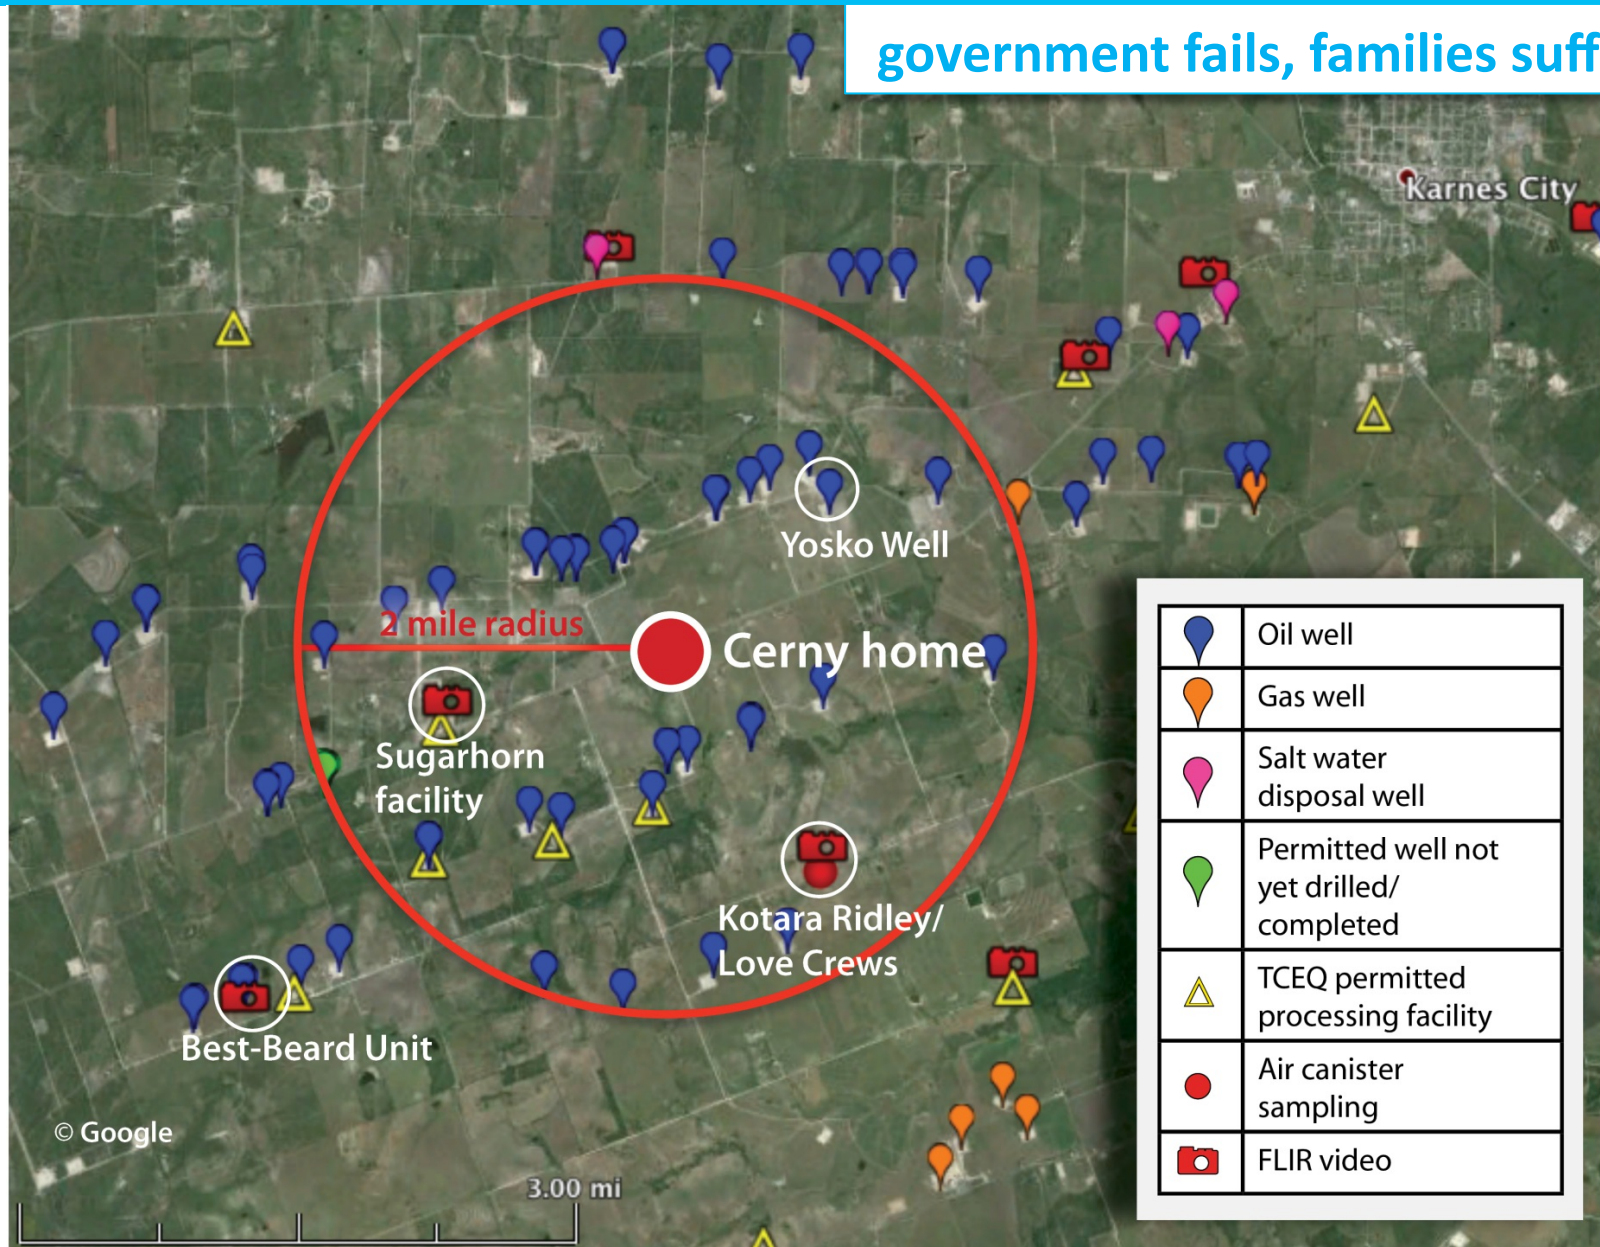 government fails, families suff
Karnes City
Yosko Well
2 mile radius
Cerny home
Sugarhorn
facility
Kotara Ridley/
Love Crews
Best-Beard Unit
© Google
3.00 mi
Oil well
Gas well
Salt water
disposal well
Permitted well not
yet drilled/
completed
TCEQ permitted
processing facility
Air canister
sampling
FLIR video